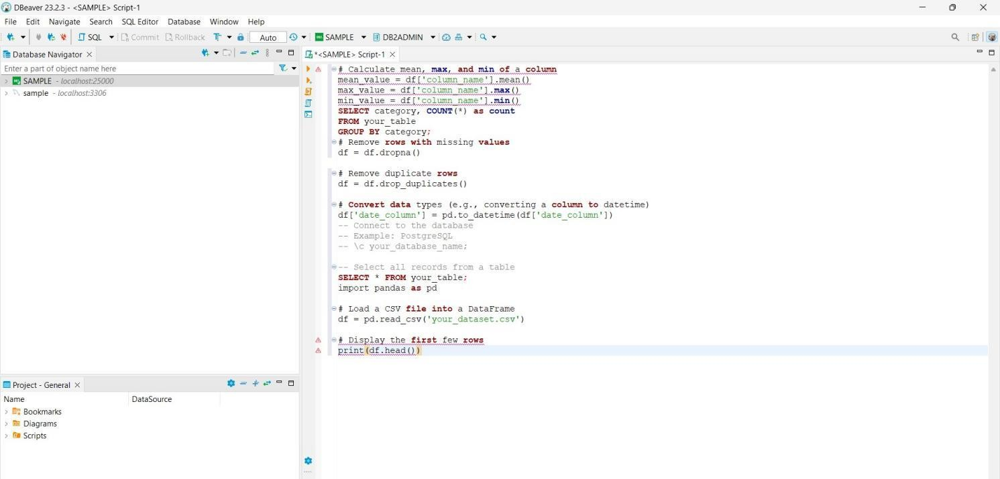 DBeaver 23.2.3 - <SAMPLE> Script-1
File Edit Navigate Search SQL Editor Database Window Help
SQL Commit Rollback Auto SAMPLE DB2ADMIN
Database Navigator
Enter a part of object name here
SAMPLE - localhost:25000
sample - localhost:3306
Project - General
Name DataSource
Bookmarks
Diagrams
Scripts
*<SAMPLE> Script-1
# Calculate mean, max, and min of a column
mean_value = df['column_name'].mean()
max_value = df['column_name'].max()
min_value = df['column_name'].min()
SELECT category, COUNT(*) as count
FROM your_table
GROUP BY category;
# Remove rows with missing values
df = df.dropna()
# Remove duplicate rows
df = df.drop_duplicates()
# Convert data types (e.g., converting a column to datetime)
df['date_column'] = pd.to_datetime(df['date_column'])
-- Connect to the database
-- Example: PostgreSQL
-- \c your_database_name;
-- Select all records from a table
SELECT * FROM your_table;
import pandas as pd
# Load a CSV file into a DataFrame
df = pd.read_csv('your_dataset.csv')
# Display the first few rows
print(df.head())